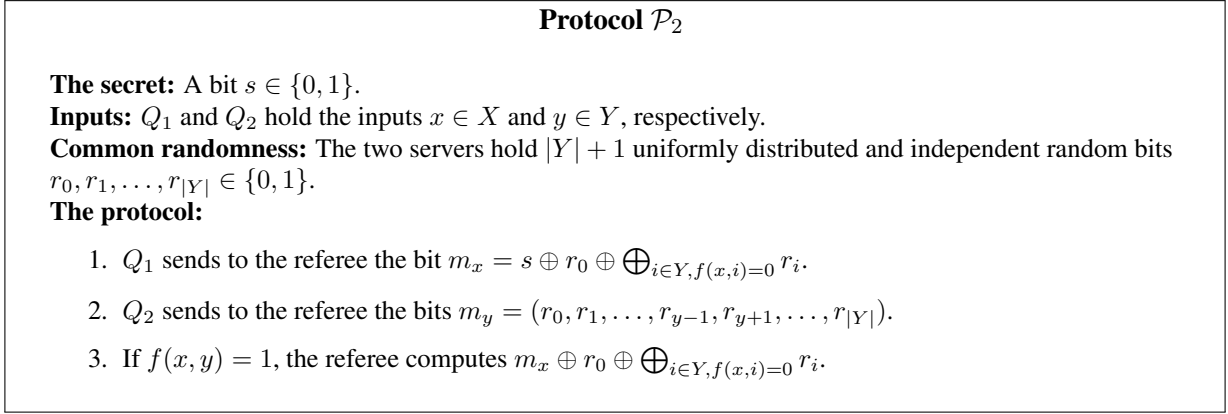 Protocol 𝒫₂
The secret: A bit s ∈ {0, 1}.
Inputs: Q₁ and Q₂ hold the inputs x ∈ X and y ∈ Y, respectively.
Common randomness: The two servers hold |Y| + 1 uniformly distributed and independent random bits
r₀, r₁, . . . , r_{|Y|} ∈ {0, 1}.
The protocol:
1. Q₁ sends to the referee the bit m_x = s ⊕ r₀ ⊕ ⨁_{i∈Y,f(x,i)=0} r_i.
2. Q₂ sends to the referee the bits m_y = (r₀, r₁, . . . , r_{y−1}, r_{y+1}, . . . , r_{|Y|}).
3. If f(x, y) = 1, the referee computes m_x ⊕ r₀ ⊕ ⨁_{i∈Y,f(x,i)=0} r_i.